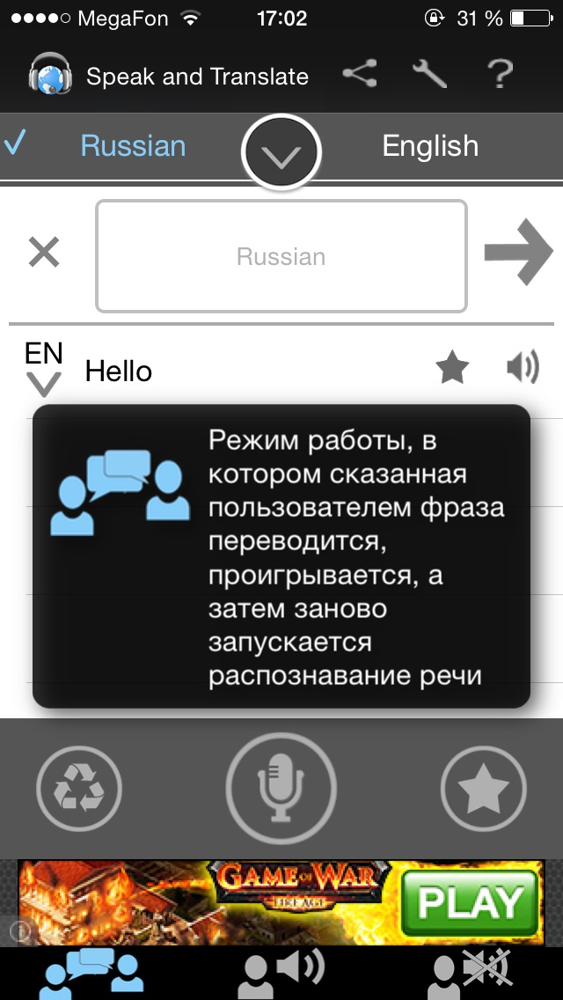 MegaFon 17:02 31 %
Speak and Translate ?
Russian English
Russian
EN
Hello
Режим работы, в
котором сказанная
пользователем фраза
переводится,
проигрывается, а
затем заново
запускается
распознавание речи
GAME OF WAR
FIRE AGE
PLAY